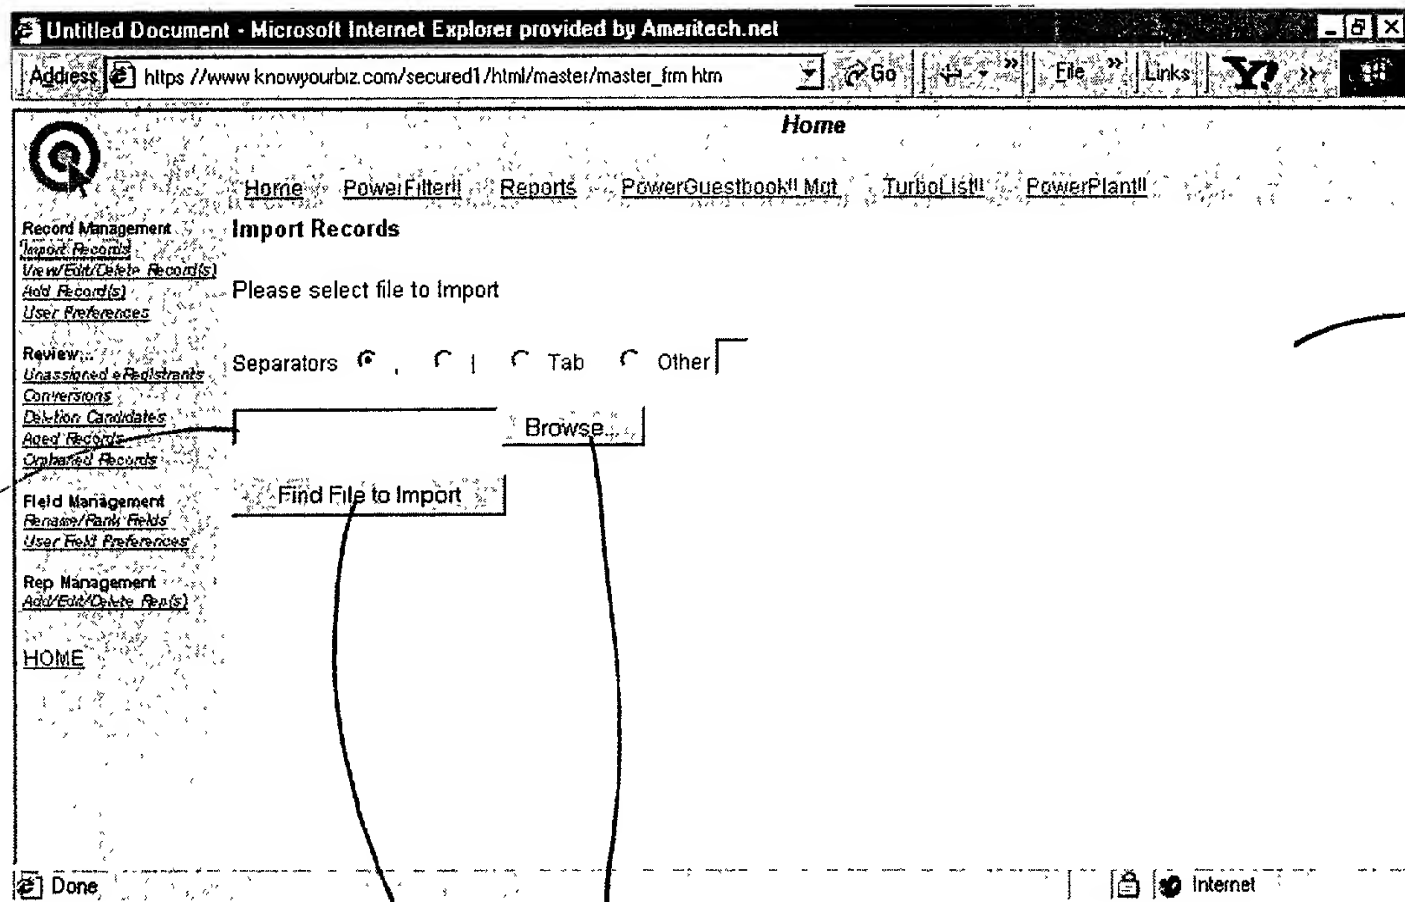 Untitled Document - Microsoft Internet Explorer provided by Ameritech.net
Address https //www knowyourbiz.com/secured1/html/master/master_frm htm Go » File » Links Y! »
Home
Home PowerFilter!! Reports PowerGuestbook!! Mgt TurboList!! PowerPlant!!
Record Management
Import Records
View/Edit/Delete Record(s)
Add Record(s)
User Preferences
Review...
Unassigned eRegistrants
Conversions
Deletion Candidates
Aged Records
Orphaned Records
Field Management
Rename/Rank Fields
User Field Preferences
Rep Management
Add/Edit/Delete Rep(s)
HOME
Import Records
Please select file to Import
Separators , | Tab Other
Browse...
Find File to Import
Done Internet